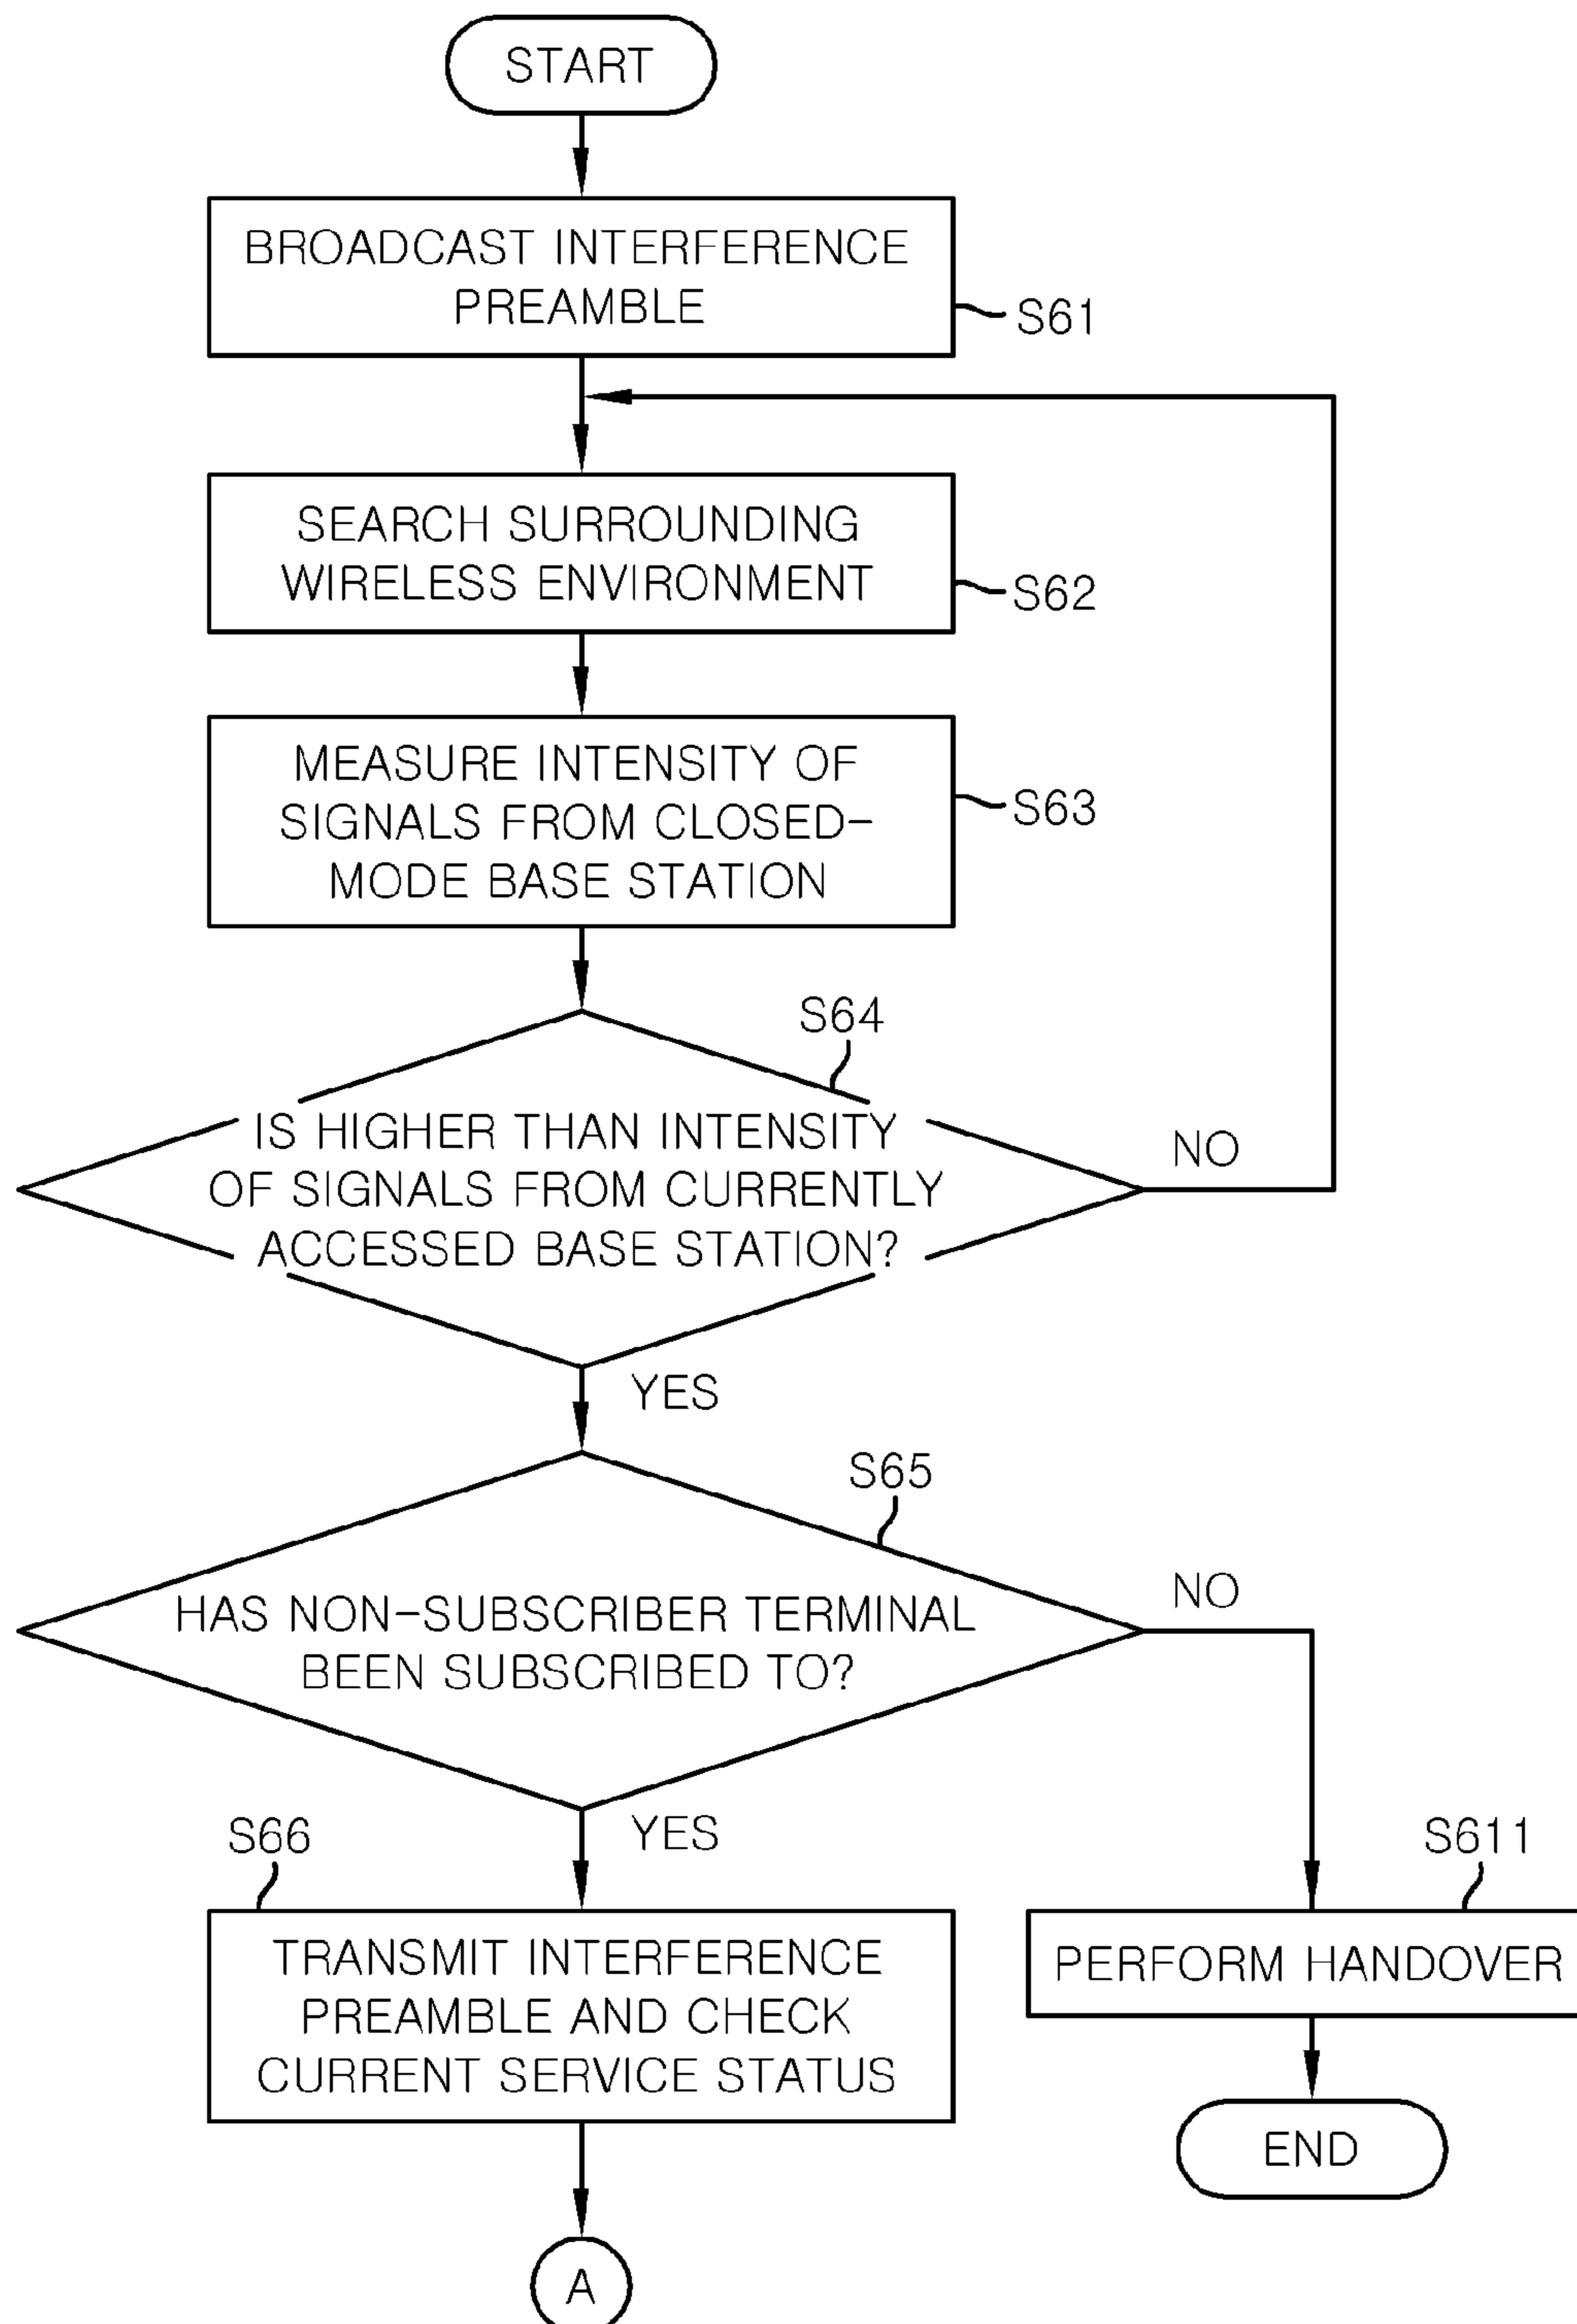 START
BROADCAST INTERFERENCE
PREAMBLE
S61
SEARCH SURROUNDING
WIRELESS ENVIRONMENT
S62
MEASURE INTENSITY OF
SIGNALS FROM CLOSED-
MODE BASE STATION
S63
S64
IS HIGHER THAN INTENSITY
OF SIGNALS FROM CURRENTLY
ACCESSED BASE STATION?
NO
YES
S65
HAS NON-SUBSCRIBER TERMINAL
BEEN SUBSCRIBED TO?
NO
YES
S66
TRANSMIT INTERFERENCE
PREAMBLE AND CHECK
CURRENT SERVICE STATUS
S611
PERFORM HANDOVER
END
A